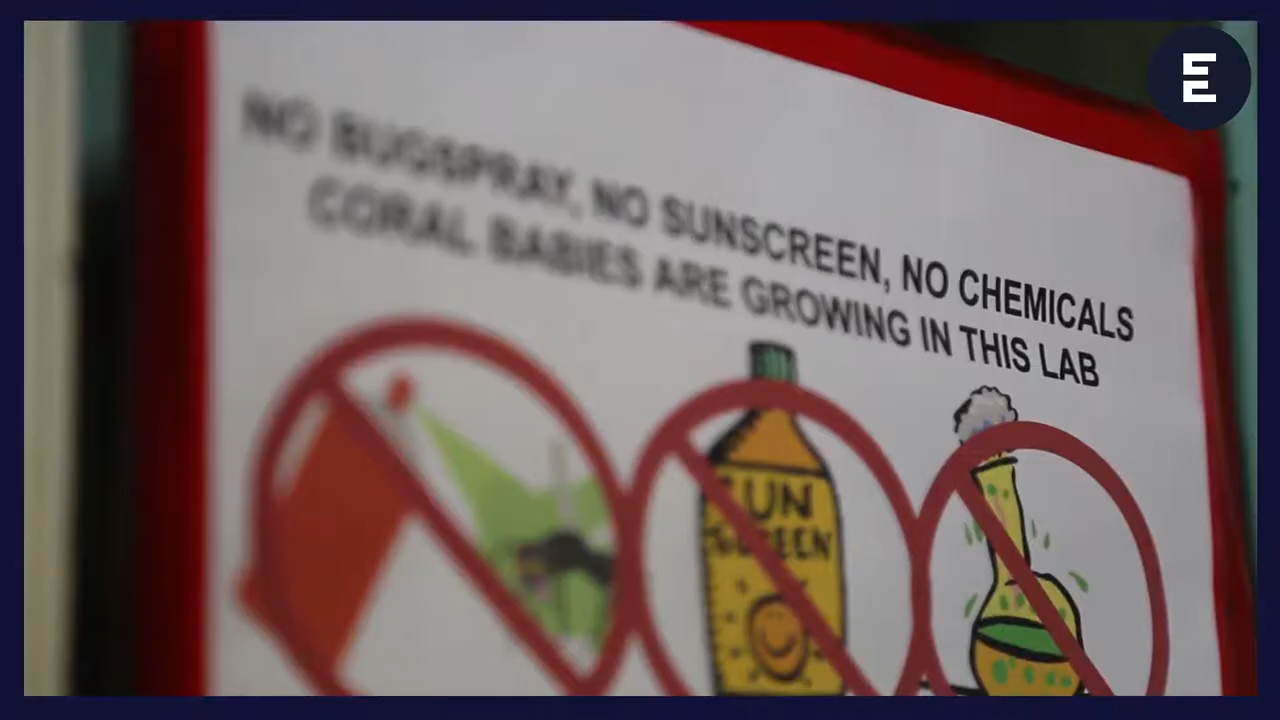 NO BUGSPRAY, NO SUNSCREEN, NO CHEMICALS
CORAL BABIES ARE GROWING IN THIS LAB
SUN
SCREEN
E